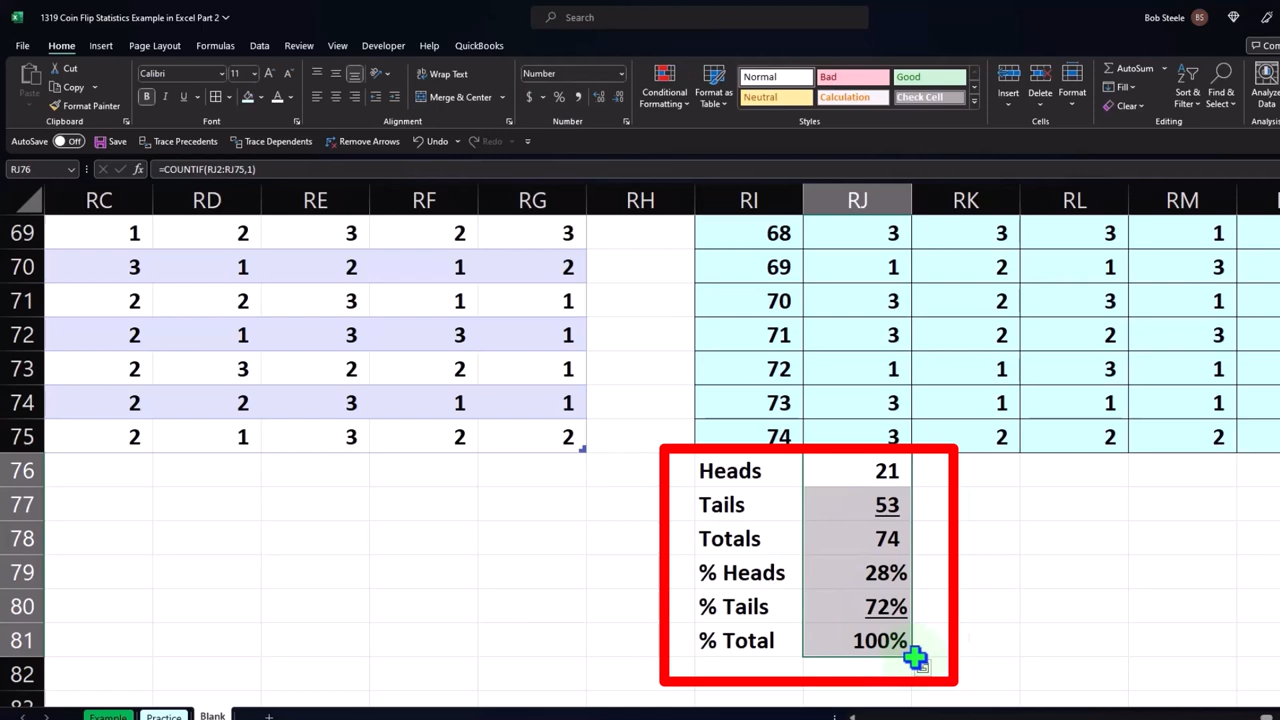 1319 Coin Flip Statistics Example in Excel Part 2
Search
Bob Steele BS
File Home Insert Page Layout Formulas Data Review View Developer Help QuickBooks
Paste
Cut
Copy
Format Painter
Clipboard
Calibri 11
B I U
Font
Wrap Text
Merge & Center
Alignment
Number
$ %
Number
Conditional Formatting
Format as Table
Normal Bad Good
Neutral Calculation Check Cell
Styles
Insert Delete Format
Cells
AutoSum
Fill
Clear
Sort & Filter
Find & Select
Editing
Analyze Data
AutoSave Off Save Trace Precedents Trace Dependents Remove Arrows Undo Redo
RJ76 fx =COUNTIF(RJ2:RJ75,1)
RC RD RE RF RG RH RI RJ RK RL RM
69 1 2 3 2 3 68 3 3 3 1
70 3 1 2 1 2 69 1 2 1 3
71 2 2 3 1 1 70 3 2 3 1
72 2 1 3 3 1 71 3 2 2 3
73 2 3 2 2 1 72 1 1 3 1
74 2 2 3 1 1 73 3 1 1 1
75 2 1 3 2 2 74 3 2 2 2
76 Heads 21
77 Tails 53
78 Totals 74
79 % Heads 28%
80 % Tails 72%
81 % Total 100%
82
Example Practice Blank